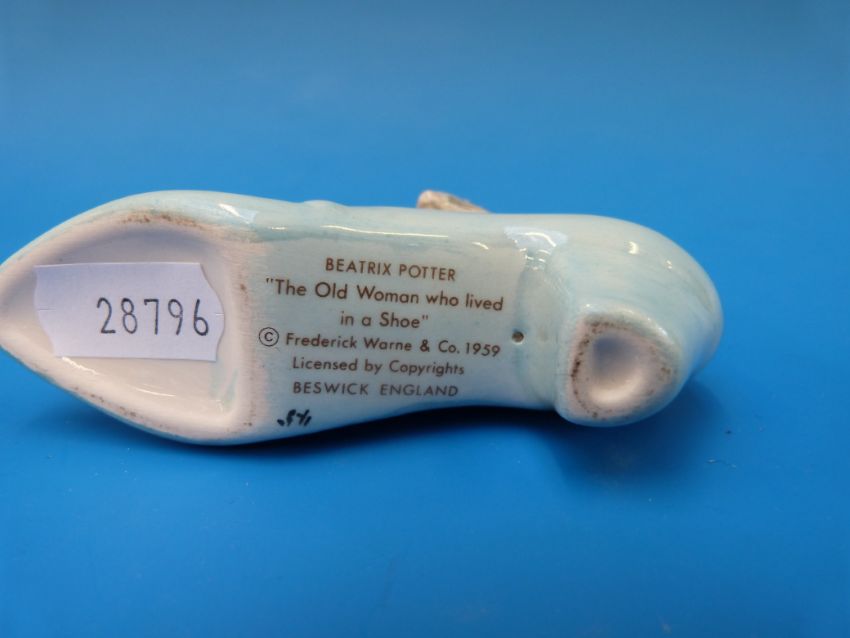 28796
BEATRIX POTTER
"The Old Woman who lived
in a Shoe"
© Frederick Warne & Co. 1959
Licensed by Copyrights
BESWICK ENGLAND